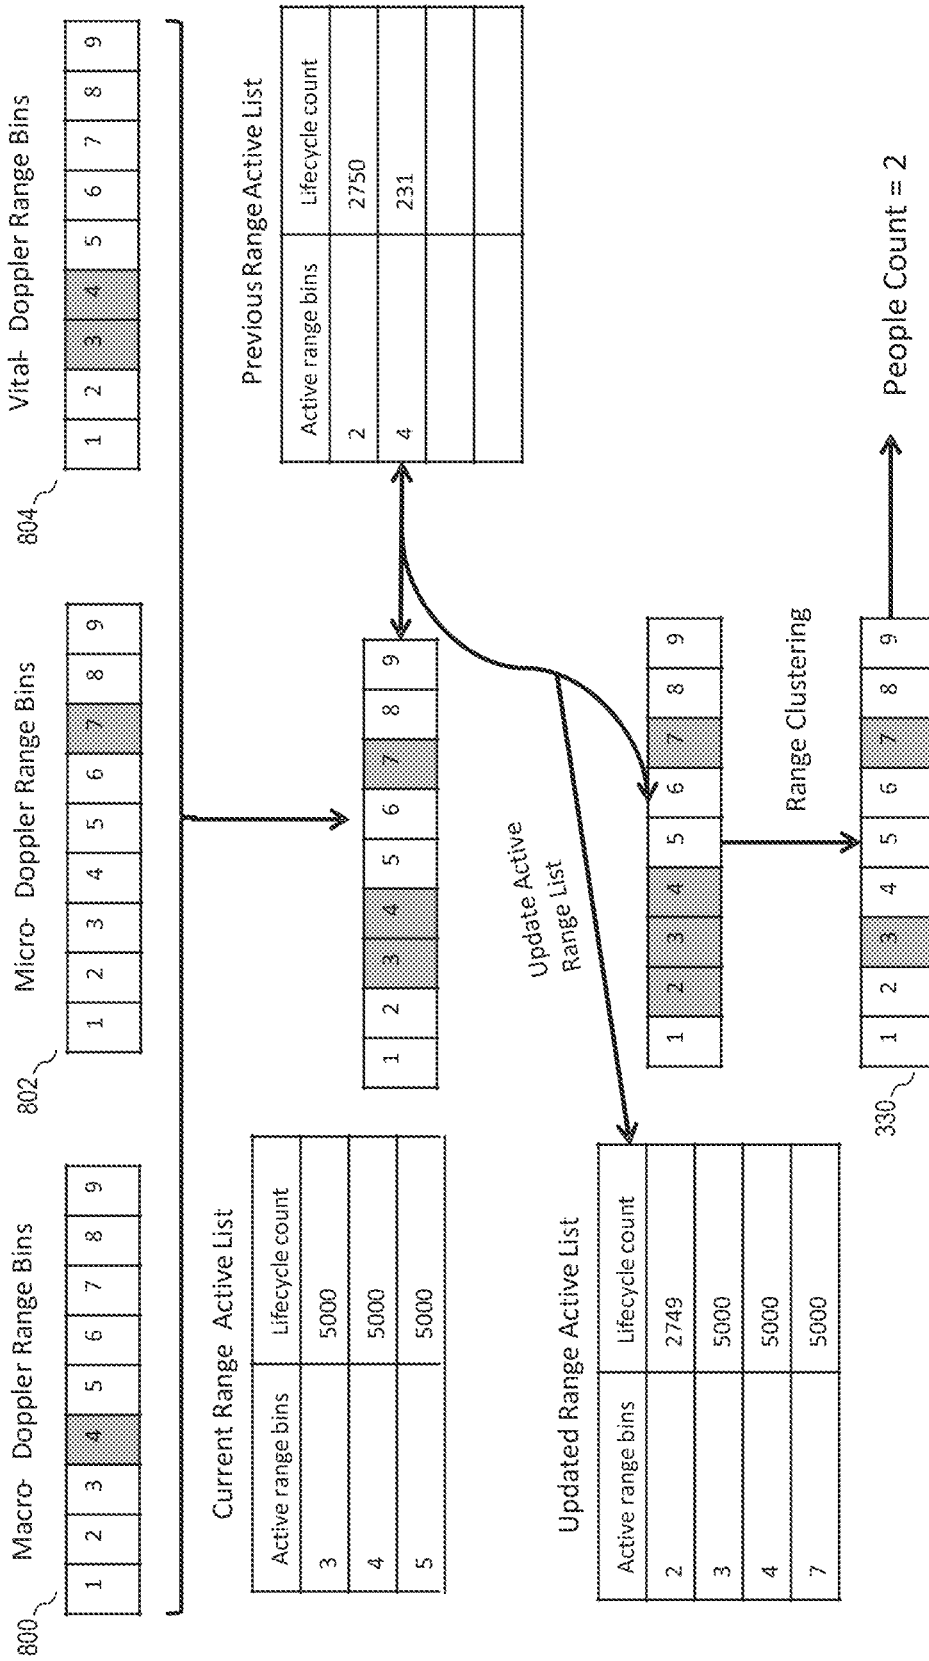 Macro- Doppler Range Bins
800
1 2 3 4 5 6 7 8 9
Micro- Doppler Range Bins
802
1 2 3 4 5 6 7 8 9
Vital- Doppler Range Bins
804
1 2 3 4 5 6 7 8 9
Current Range Active List
Active range bins Lifecycle count
3 5000
4 5000
5 5000
1 2 3 4 5 6 7 8 9
Previous Range Active List
Active range bins Lifecycle count
2 2750
4 231
Update Active
Range List
Updated Range Active List
Active range bins Lifecycle count
2 2749
3 5000
4 5000
7 5000
1 2 3 4 5 6 7 8 9
Range Clustering
330
1 2 3 4 5 6 7 8 9
People Count = 2